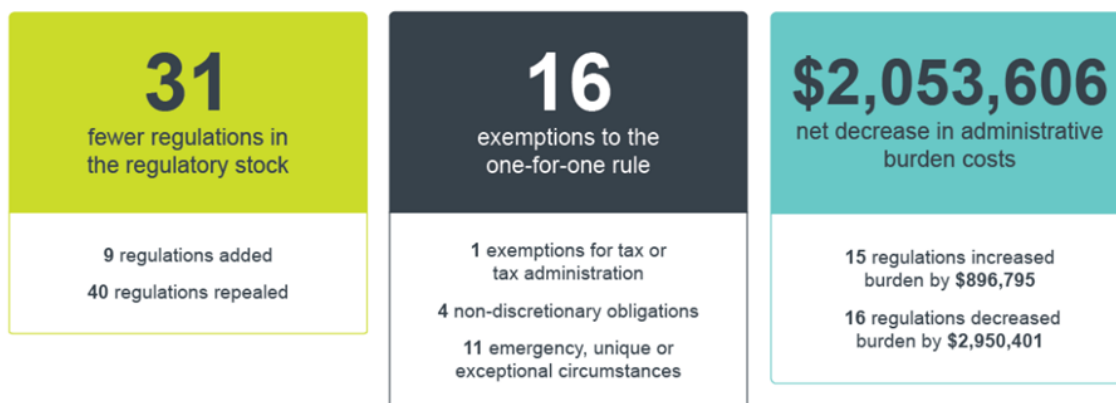 31
fewer regulations in
the regulatory stock
9 regulations added
40 regulations repealed
16
exemptions to the
one-for-one rule
1 exemptions for tax or
tax administration
4 non-discretionary obligations
11 emergency, unique or
exceptional circumstances
$2,053,606
net decrease in administrative
burden costs
15 regulations increased
burden by $896,795
16 regulations decreased
burden by $2,950,401